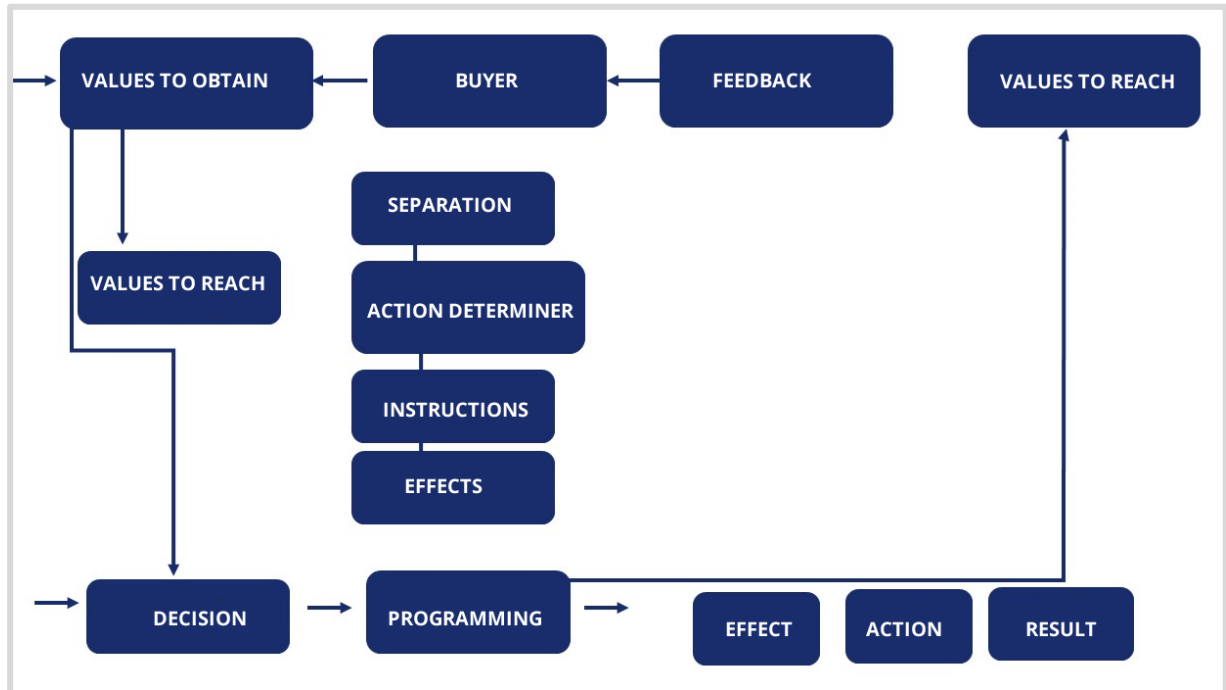 VALUES TO OBTAIN
BUYER
FEEDBACK
VALUES TO REACH
SEPARATION
VALUES TO REACH
ACTION DETERMINER
INSTRUCTIONS
EFFECTS
DECISION
PROGRAMMING
EFFECT
ACTION
RESULT